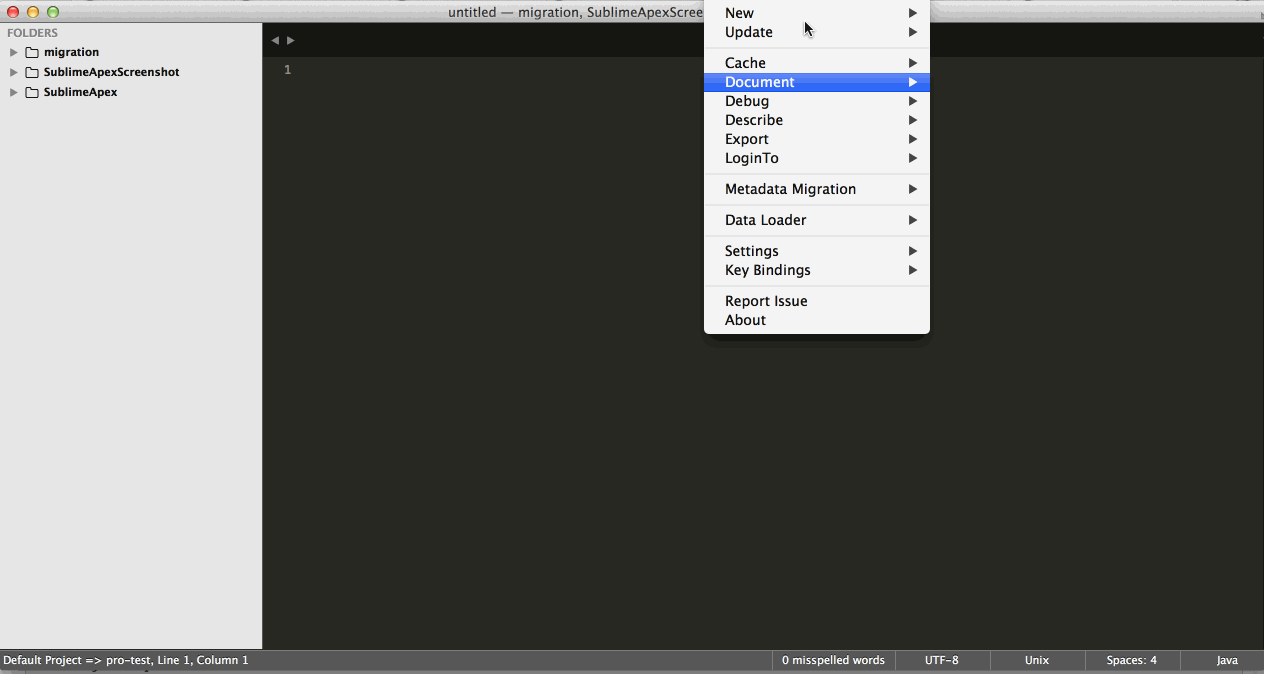 untitled — migration, SublimeApexScree
FOLDERS
migration
SublimeApexScreenshot
SublimeApex
1
New
Update
Cache
Document
Debug
Describe
Export
LoginTo
Metadata Migration
Data Loader
Settings
Key Bindings
Report Issue
About
Default Project => pro-test, Line 1, Column 1
0 misspelled words
UTF-8
Unix
Spaces: 4
Java